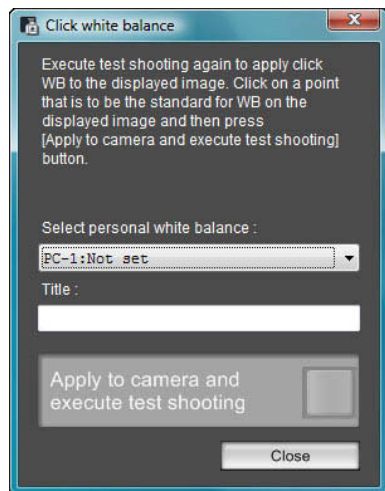 Click white balance
Execute test shooting again to apply click
WB to the displayed image. Click on a point
that is to be the standard for WB on the
displayed image and then press
[Apply to camera and execute test shooting]
button.
Select personal white balance :
PC-1:Not set
Title :
Apply to camera and
execute test shooting
Close